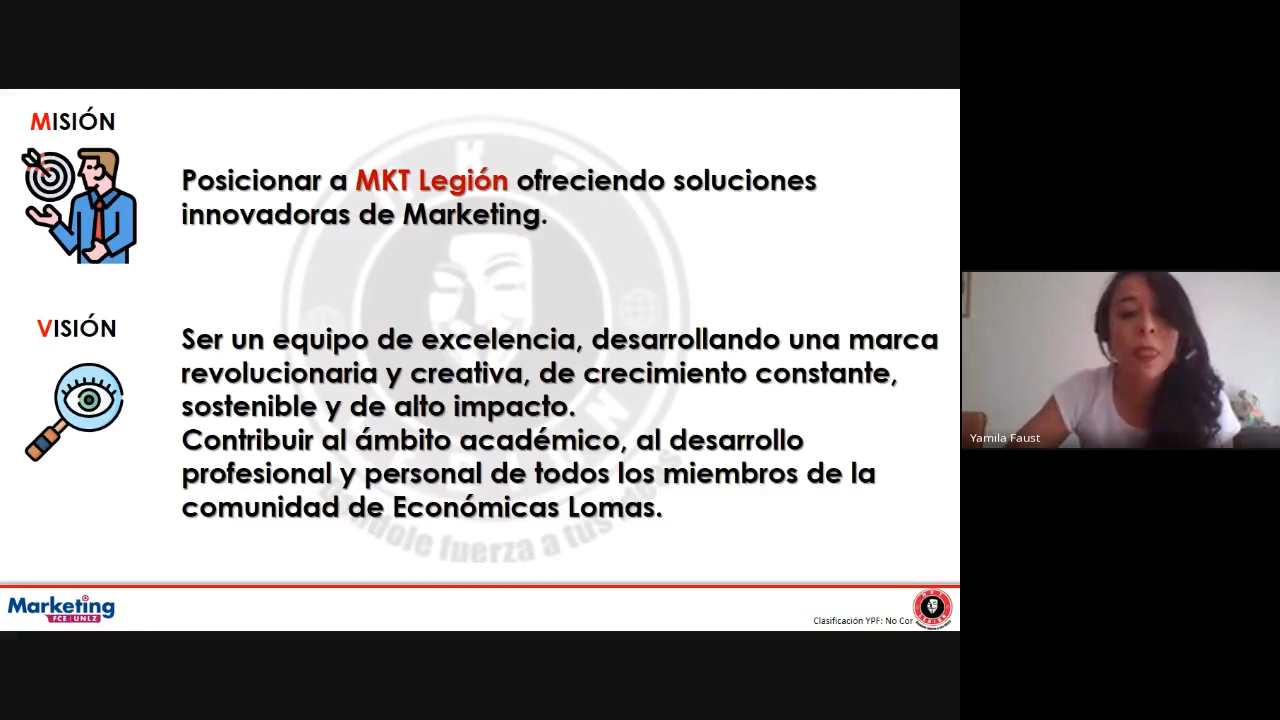 MISIÓN
Posicionar a MKT Legión ofreciendo soluciones
innovadoras de Marketing.
VISIÓN
Ser un equipo de excelencia, desarrollando una marca
revolucionaria y creativa, de crecimiento constante,
sostenible y de alto impacto.
Contribuir al ámbito académico, al desarrollo
profesional y personal de todos los miembros de la
comunidad de Económicas Lomas.
Marketing
FCE UNLZ
Clasificación YPF: No Cor
Yamila Faust